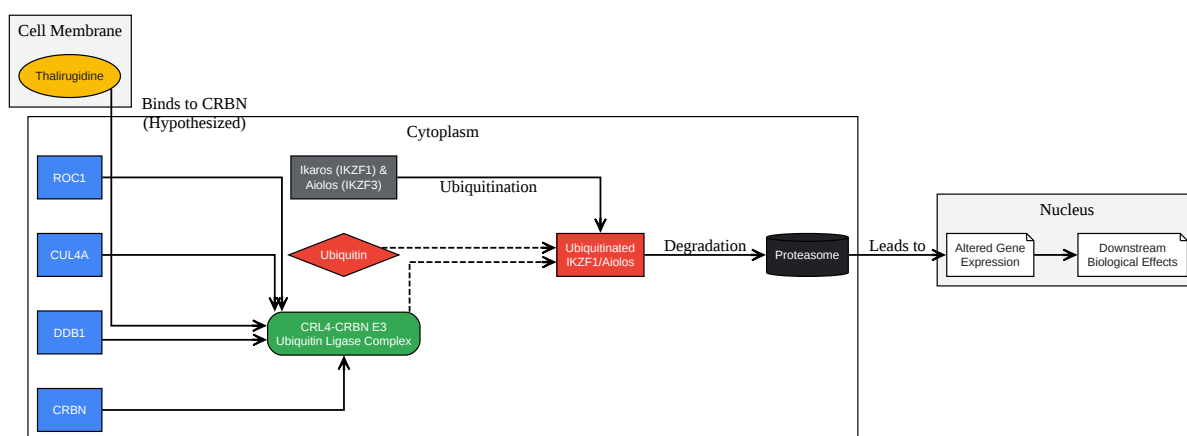 Cell Membrane
Thalirugidine
Binds to CRBN
(Hypothesized)
Cytoplasm
ROC1
Ikaros (IKZF1) &
Aiolos (IKZF3)
Ubiquitination
CUL4A
Ubiquitin
Ubiquitinated
IKZF1/Aiolos
Degradation
Proteasome
Leads to
Nucleus
Altered Gene
Expression
Downstream
Biological Effects
DDB1
CRL4-CRBN E3
Ubiquitin Ligase Complex
CRBN